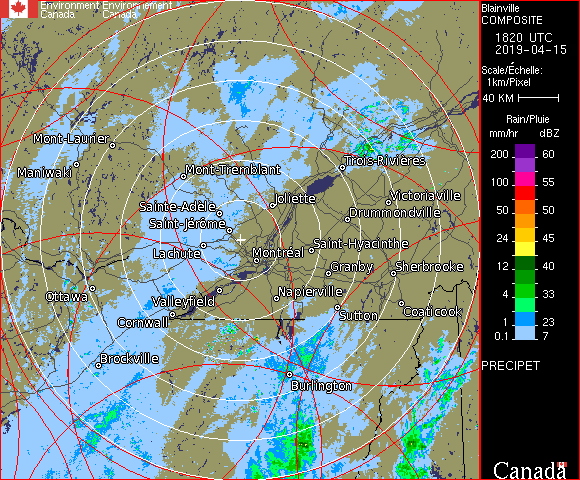 Environment Environnement
Canada Canada
Blainville
COMPOSITE
1820 UTC
2019-04-15
Scale/Échelle:
1km/Pixel
40 KM
Rain/Pluie
mm/hr dBZ
200 60
100 55
50 50
24 45
12 40
4 33
1 23
0.1 7
PRECIPET
Canada
Mont-Laurier
Maniwaki
Mont-Tremblant
Trois-Rivières
Sainte-Adèle
Joliette
Victoriaville
Drummondville
Saint-Jérôme
Lachute
Montréal
Saint-Hyacinthe
Granby
Sherbrooke
Ottawa
Valleyfield
Napierville
Cornwall
Sutton
Coaticook
Brockville
Burlington